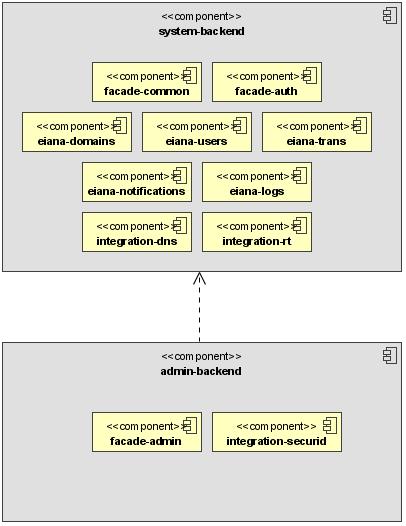 <<component>>
system-backend
<<component>> <<component>>
facade-common facade-auth
<<component>> <<component>> <<component>>
eiana-domains eiana-users eiana-trans
<<component>> <<component>>
eiana-notifications eiana-logs
<<component>> <<component>>
integration-dns integration-rt
<<component>>
admin-backend
<<component>> <<component>>
facade-admin integration-securid